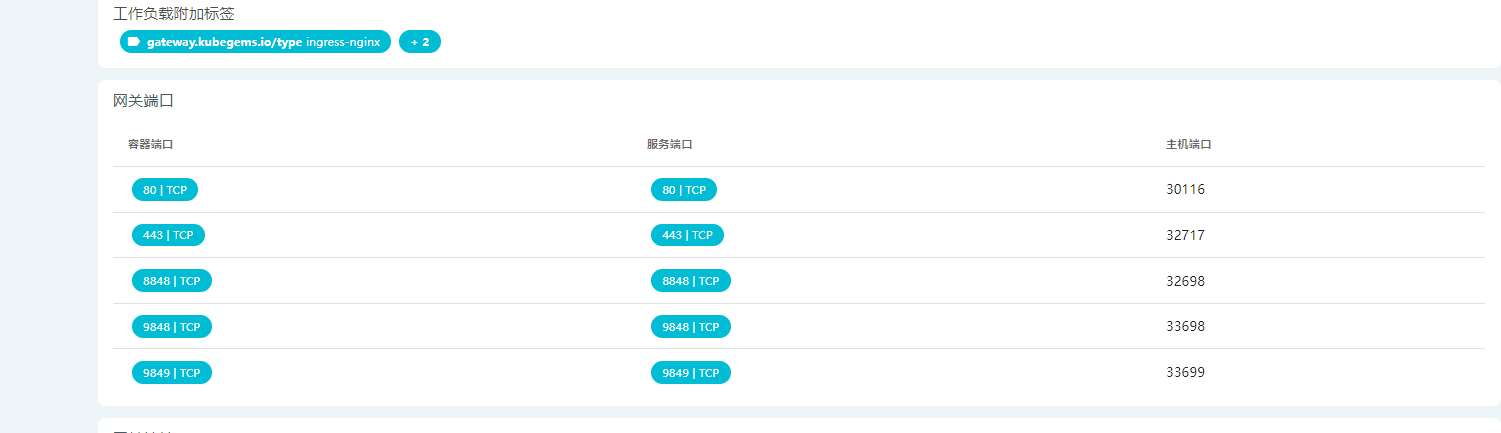 工作负载附加标签
gateway.kubegems.io/type ingress-nginx + 2
网关端口
容器端口 服务端口 主机端口
80 | TCP 80 | TCP 30116
443 | TCP 443 | TCP 32717
8848 | TCP 8848 | TCP 32698
9848 | TCP 9848 | TCP 33698
9849 | TCP 9849 | TCP 33699